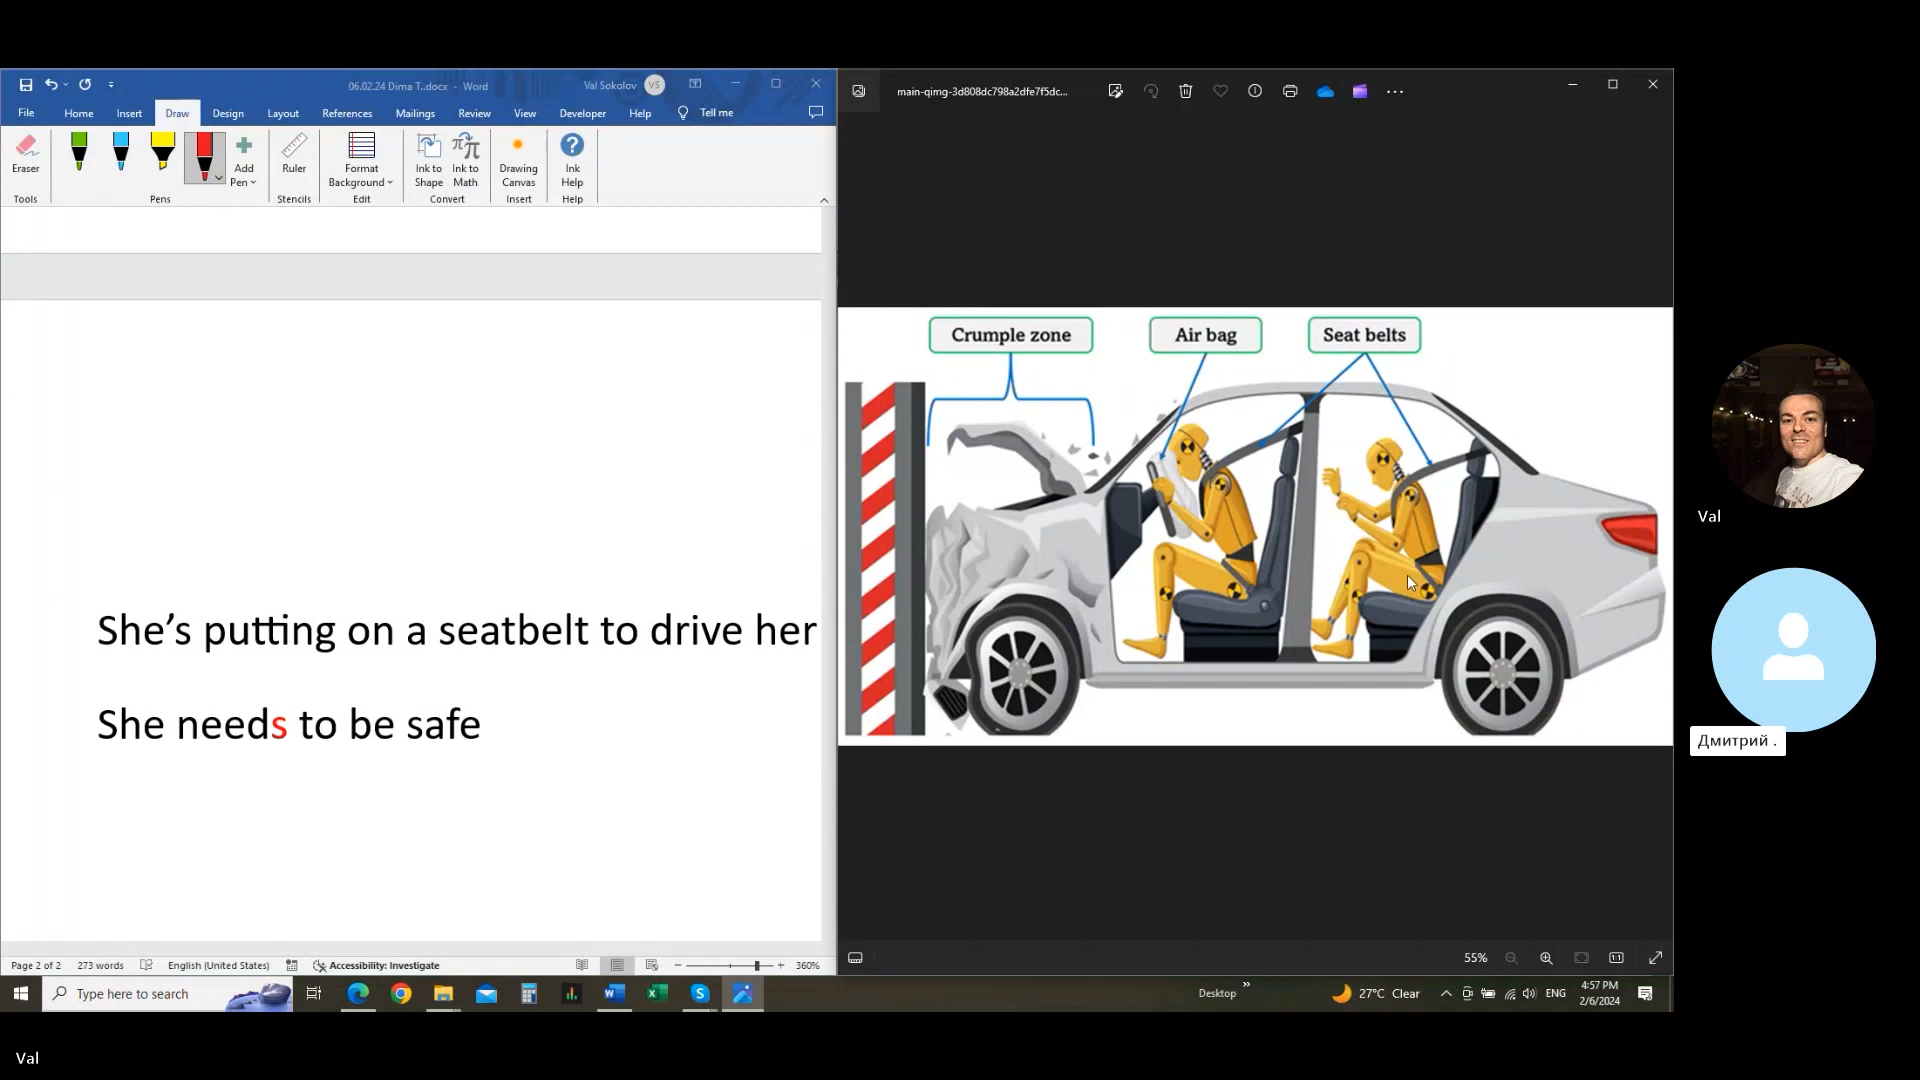 06.02.24 Dima T..docx - Word
Val Sokolov
VS
File
Home
Insert
Draw
Design
Layout
References
Mailings
Review
View
Developer
Help
Tell me
Eraser
Add Pen
Ruler
Format Background
Ink to Shape
Ink to Math
Drawing Canvas
Ink Help
Tools
Pens
Stencils
Edit
Convert
Insert
Help
She's putting on a seatbelt to drive her
She needs to be safe
Page 2 of 2
273 words
English (United States)
Accessibility: Investigate
360%
main-qimg-3d808dc798a2dfe7f5dc...
Crumple zone
Air bag
Seat belts
55%
1:1
Type here to search
Desktop
27°C Clear
ENG
4:57 PM
2/6/2024
Val
Дмитрий .
Val